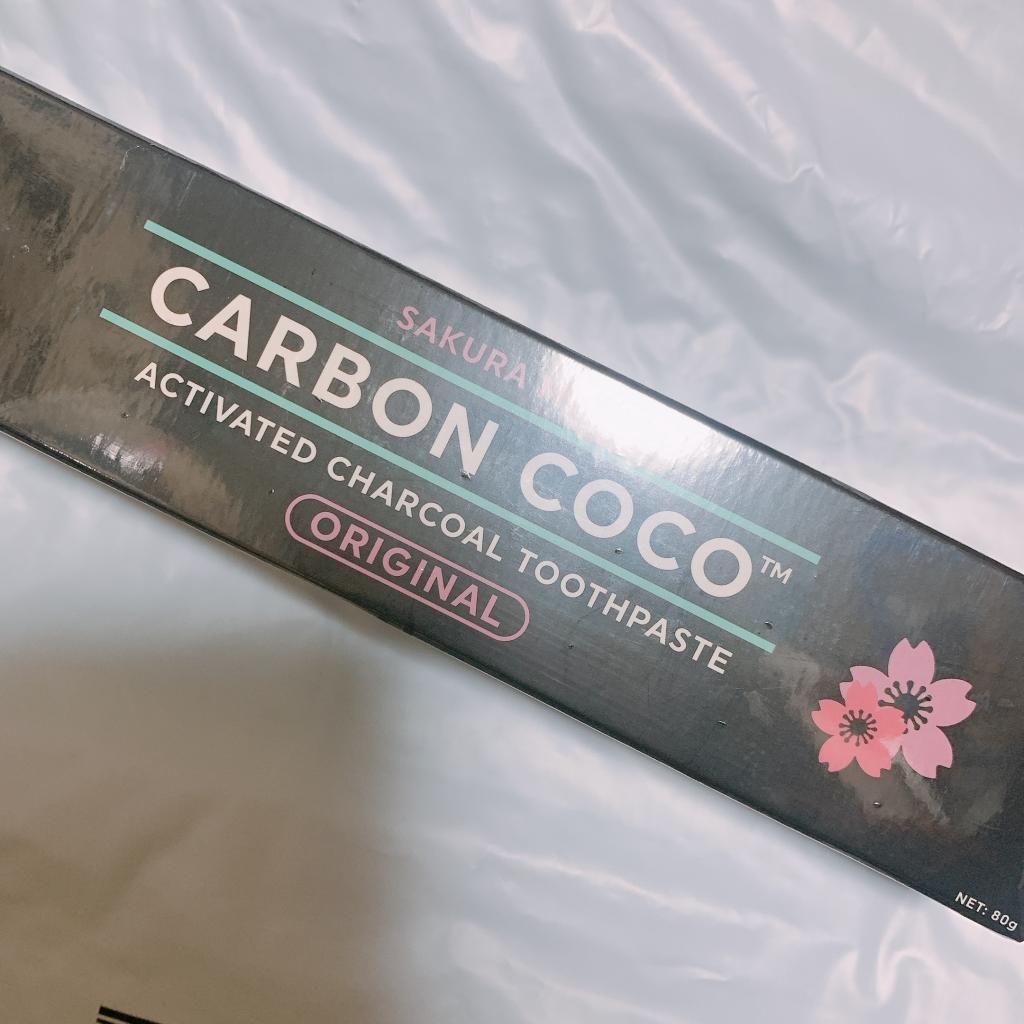 SAKURA
CARBON COCO™
ACTIVATED CHARCOAL TOOTHPASTE
ORIGINAL
NET: 80g